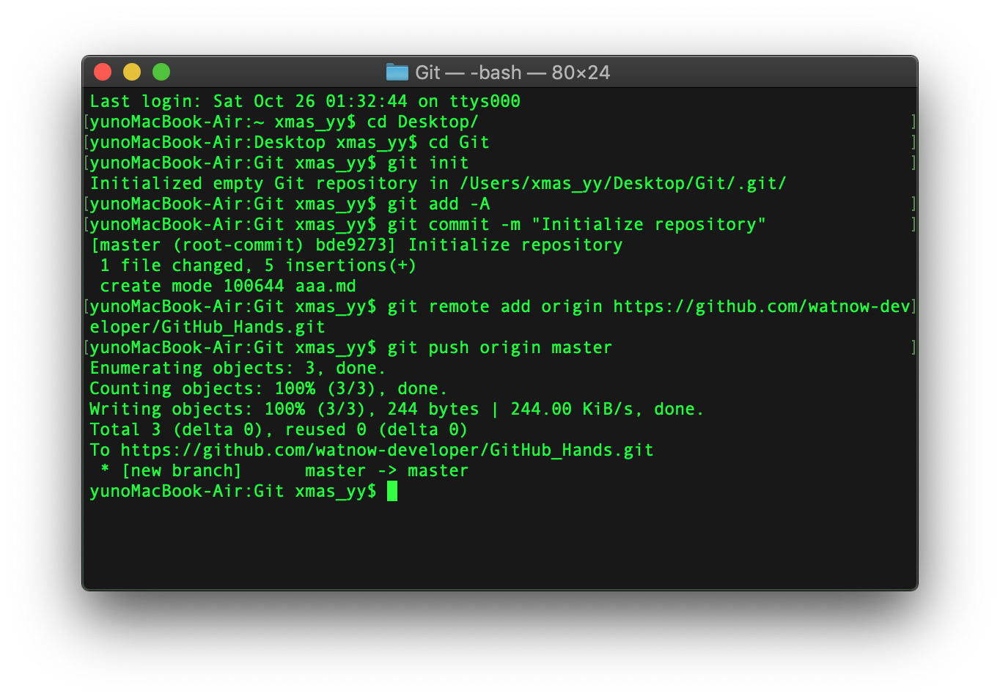 Git — -bash — 80×24
Last login: Sat Oct 26 01:32:44 on ttys000
[yunoMacBook-Air:~ xmas_yy$ cd Desktop/ ]
[yunoMacBook-Air:Desktop xmas_yy$ cd Git ]
[yunoMacBook-Air:Git xmas_yy$ git init ]
Initialized empty Git repository in /Users/xmas_yy/Desktop/Git/.git/
[yunoMacBook-Air:Git xmas_yy$ git add -A ]
[yunoMacBook-Air:Git xmas_yy$ git commit -m "Initialize repository" ]
[master (root-commit) bde9273] Initialize repository
 1 file changed, 5 insertions(+)
 create mode 100644 aaa.md
[yunoMacBook-Air:Git xmas_yy$ git remote add origin https://github.com/watnow-dev]
eloper/GitHub_Hands.git
[yunoMacBook-Air:Git xmas_yy$ git push origin master ]
Enumerating objects: 3, done.
Counting objects: 100% (3/3), done.
Writing objects: 100% (3/3), 244 bytes | 244.00 KiB/s, done.
Total 3 (delta 0), reused 0 (delta 0)
To https://github.com/watnow-developer/GitHub_Hands.git
 * [new branch]      master -> master
yunoMacBook-Air:Git xmas_yy$